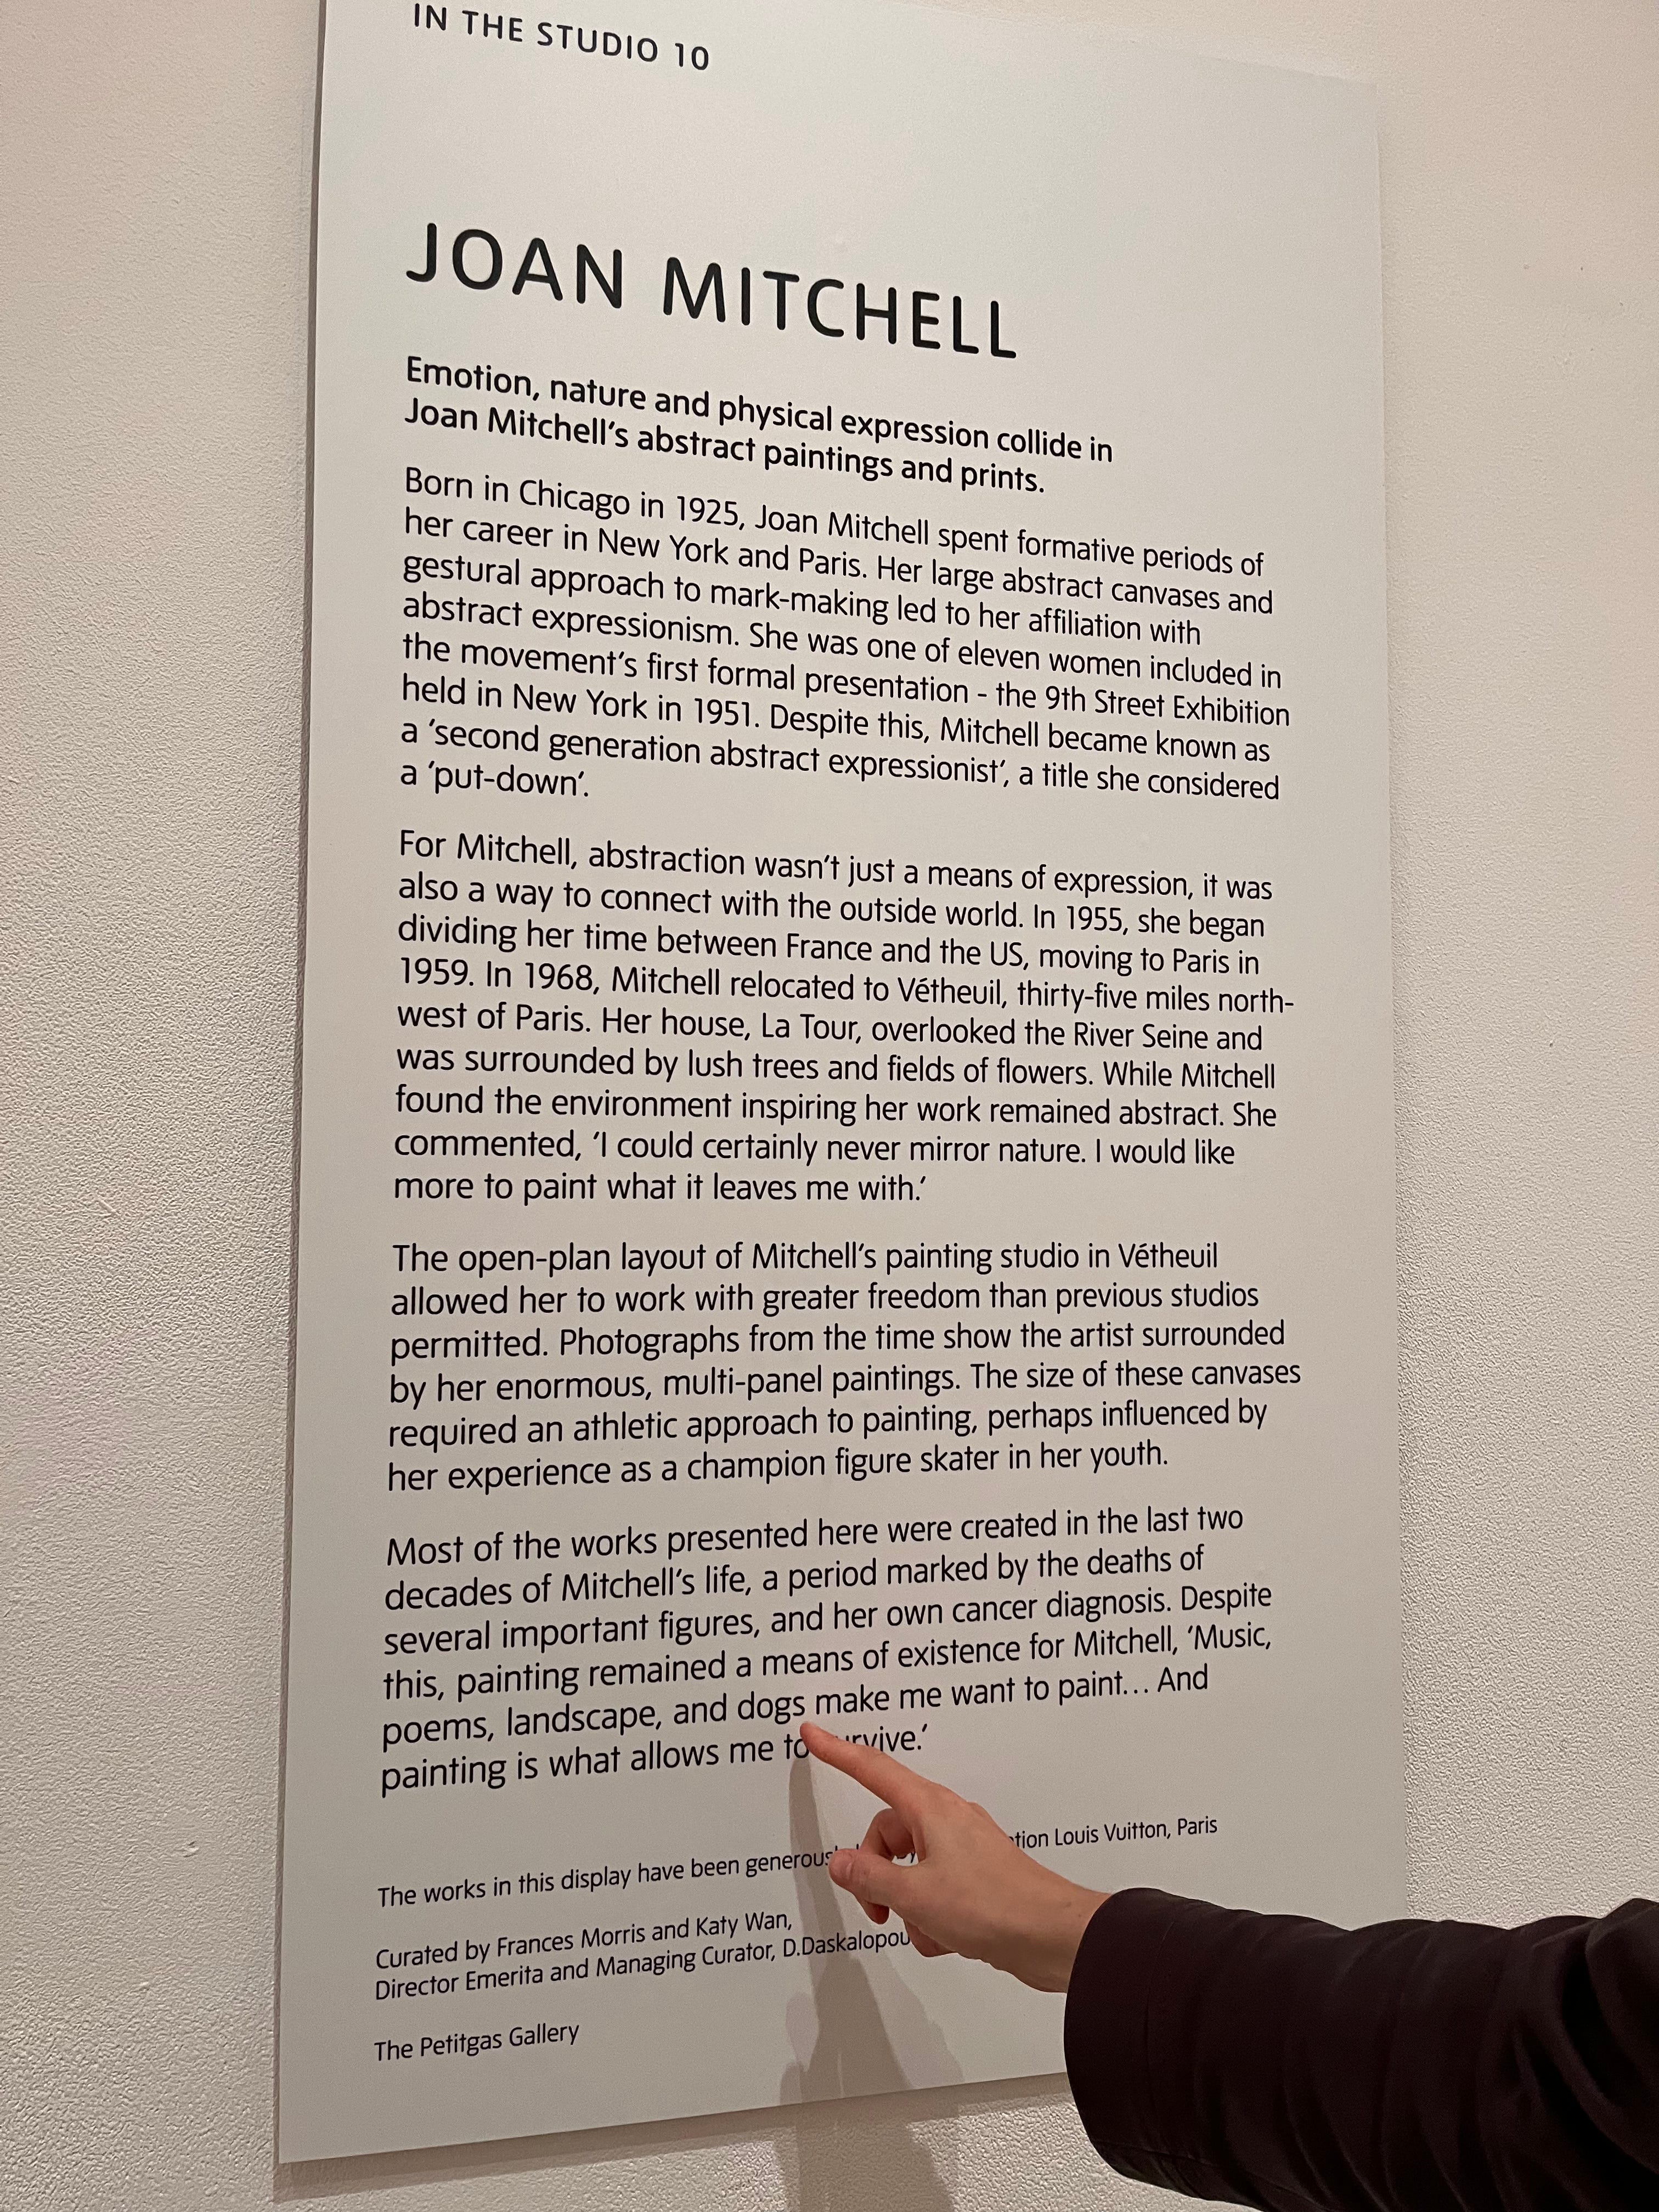 IN THE STUDIO 10
JOAN MITCHELL
Emotion, nature and physical expression collide in
Joan Mitchell's abstract paintings and prints.
Born in Chicago in 1925, Joan Mitchell spent formative periods of
her career in New York and Paris. Her large abstract canvases and
gestural approach to mark-making led to her affiliation with
abstract expressionism. She was one of eleven women included in
the movement's first formal presentation - the 9th Street Exhibition
held in New York in 1951. Despite this, Mitchell became known as
a 'second generation abstract expressionist', a title she considered
a 'put-down'.
For Mitchell, abstraction wasn't just a means of expression, it was
also a way to connect with the outside world. In 1955, she began
dividing her time between France and the US, moving to Paris in
1959. In 1968, Mitchell relocated to Vétheuil, thirty-five miles north-
west of Paris. Her house, La Tour, overlooked the River Seine and
was surrounded by lush trees and fields of flowers. While Mitchell
found the environment inspiring her work remained abstract. She
commented, 'I could certainly never mirror nature. I would like
more to paint what it leaves me with.'
The open-plan layout of Mitchell's painting studio in Vétheuil
allowed her to work with greater freedom than previous studios
permitted. Photographs from the time show the artist surrounded
by her enormous, multi-panel paintings. The size of these canvases
required an athletic approach to painting, perhaps influenced by
her experience as a champion figure skater in her youth.
Most of the works presented here were created in the last two
decades of Mitchell's life, a period marked by the deaths of
several important figures, and her own cancer diagnosis. Despite
this, painting remained a means of existence for Mitchell, 'Music,
poems, landscape, and dogs make me want to paint... And
painting is what allows me to survive.'
The works in this display have been Louis Vuitton, Paris
Curated by Frances Morris and Katy Wan,
Director Emerita and Managing Curator,
The Petitgas Gallery